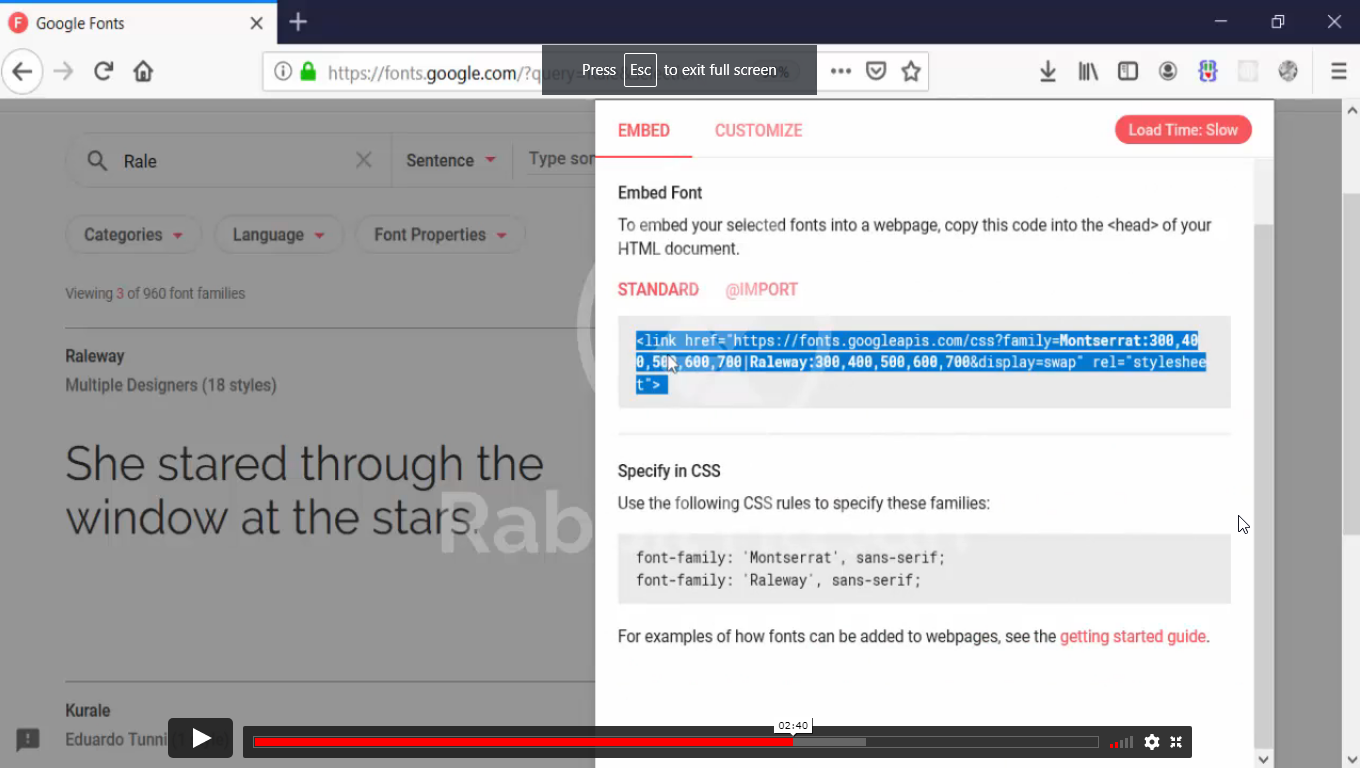 Google Fonts
https://fonts.google.com/?query
Press Esc to exit full screen
Rale
Sentence
Type
Categories
Language
Font Properties
Viewing 3 of 960 font families
Raleway
Multiple Designers (18 styles)
She stared through the
window at the stars.
Kurale
Eduardo Tunni
EMBED
CUSTOMIZE
Load Time: Slow
Embed Font
To embed your selected fonts into a webpage, copy this code into the <head> of your
HTML document.
STANDARD
@IMPORT
<link href="https://fonts.googleapis.com/css?family=Montserrat:300,40
0,500,600,700|Raleway:300,400,500,600,700&display=swap" rel="styleshee
t">
Specify in CSS
Use the following CSS rules to specify these families:
font-family: 'Montserrat', sans-serif;
font-family: 'Raleway', sans-serif;
For examples of how fonts can be added to webpages, see the getting started guide.
02:40